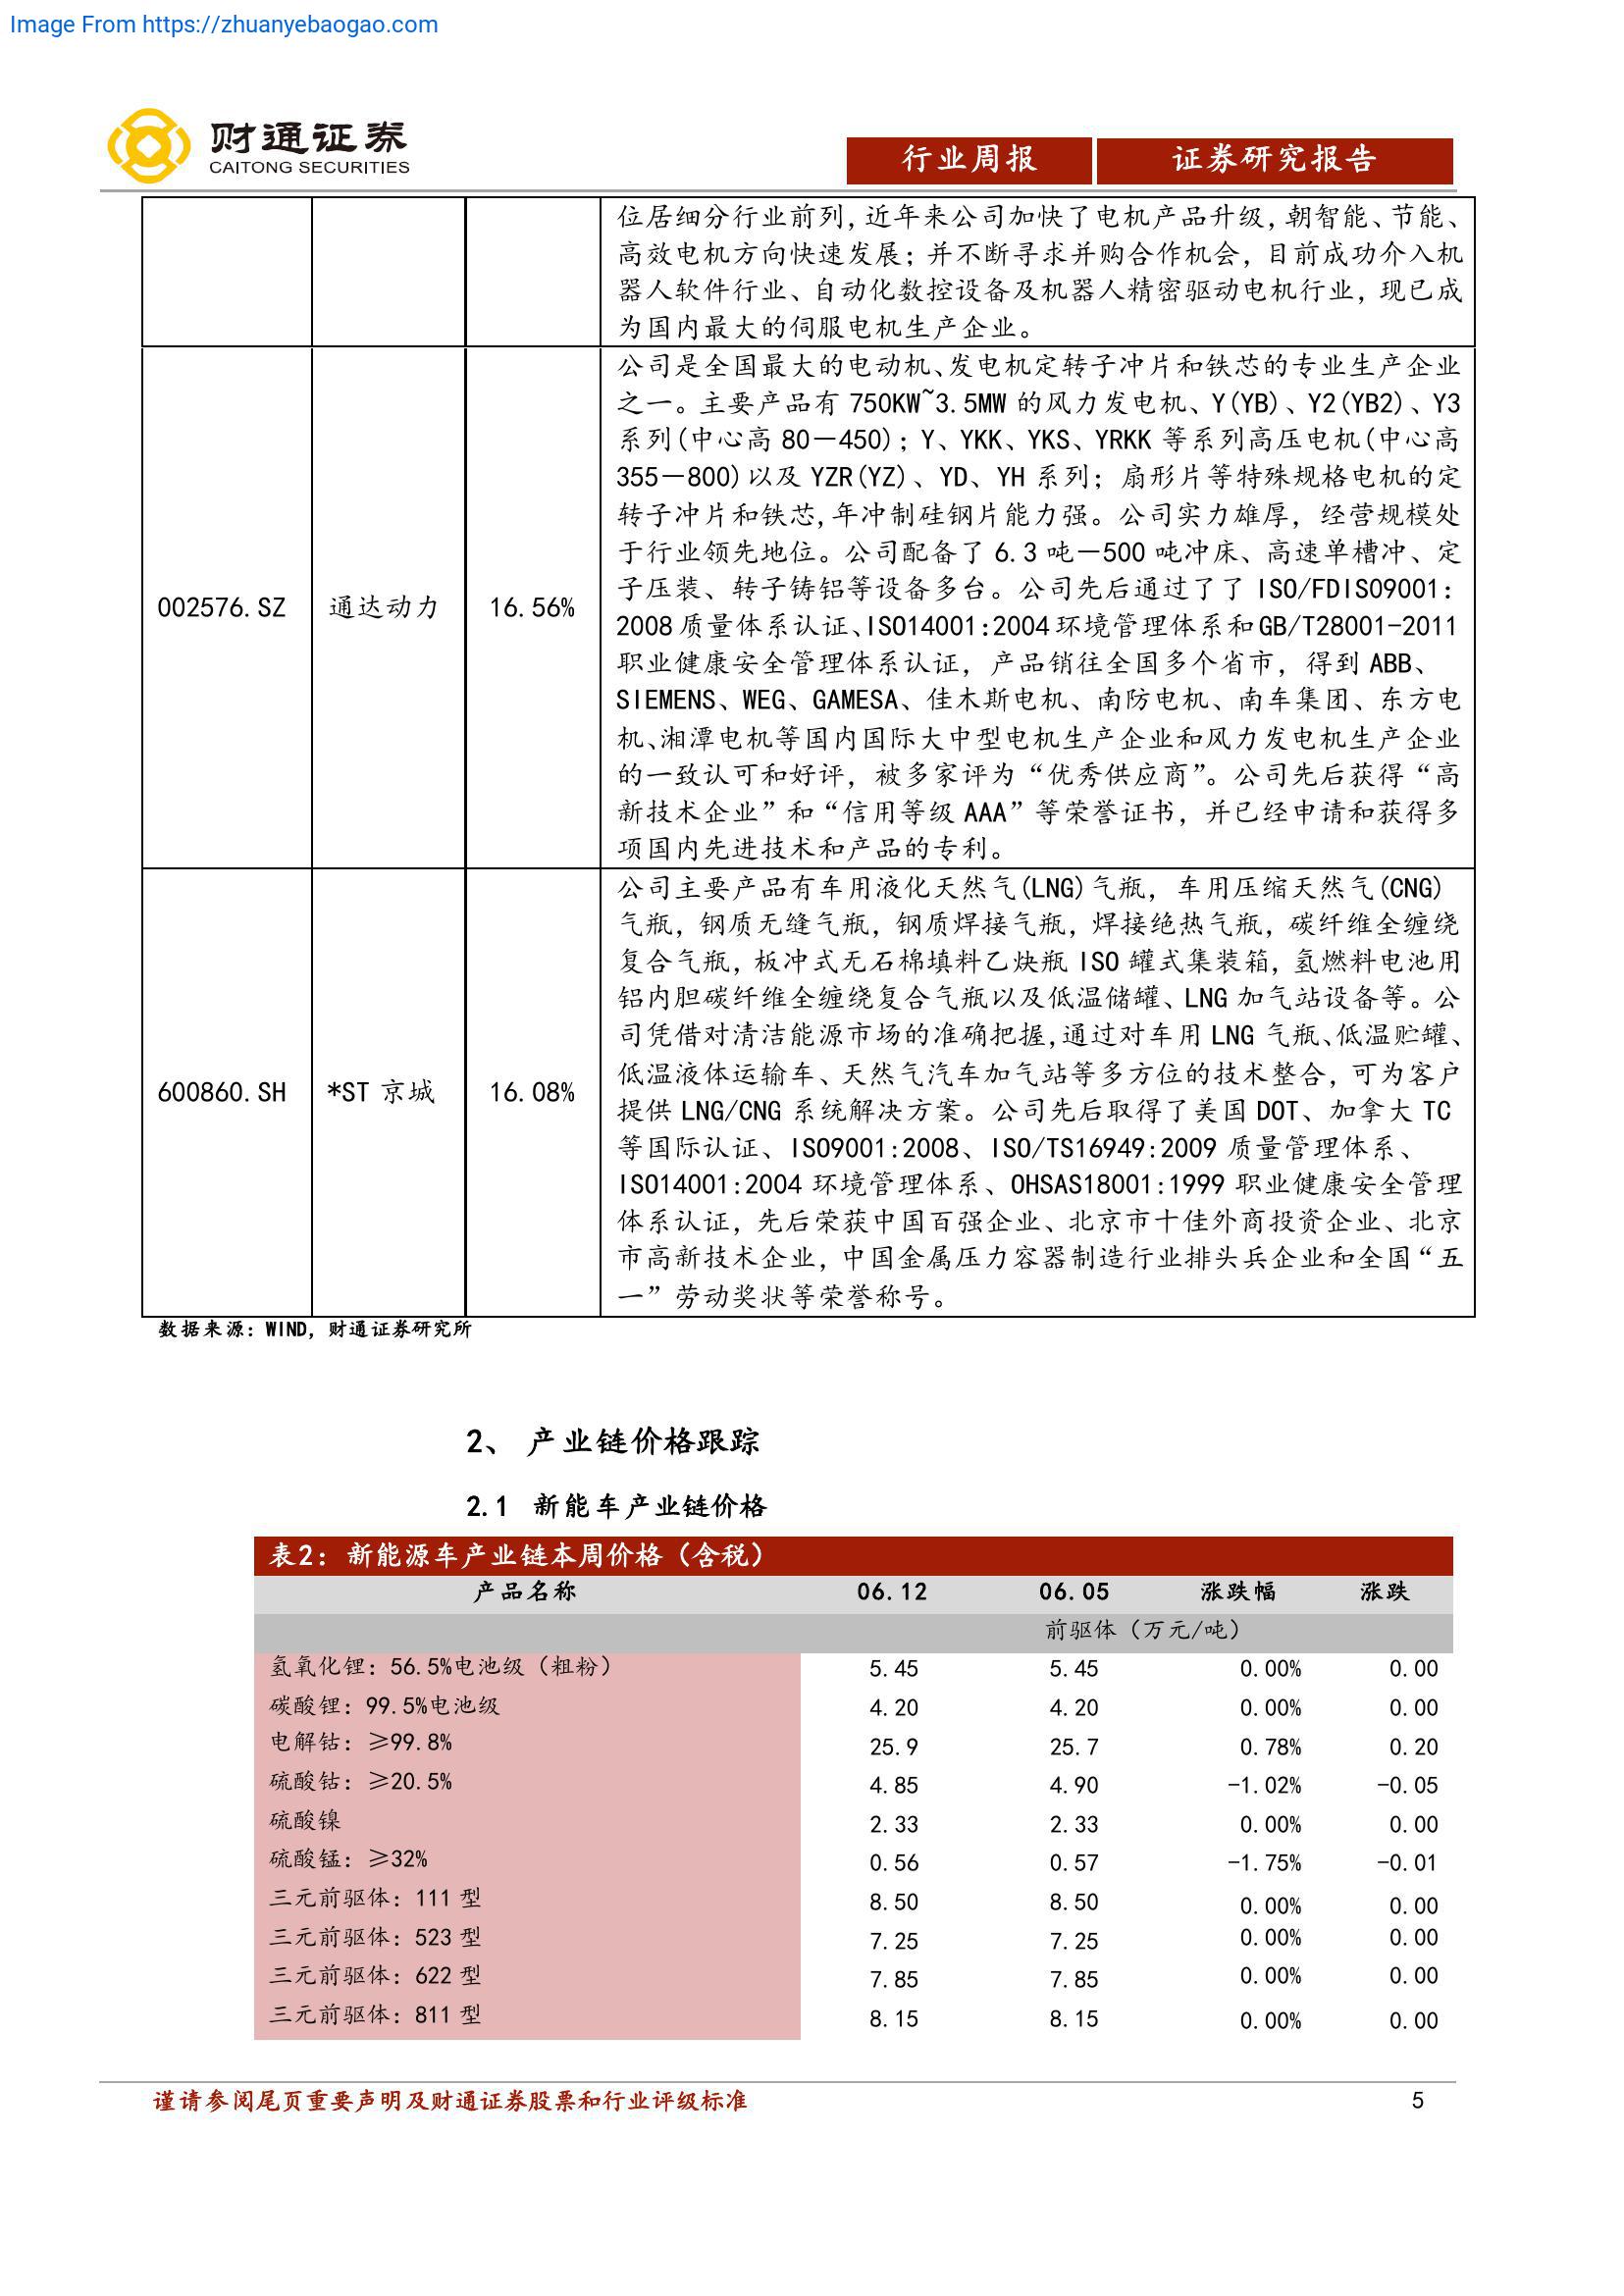 Image From https://zhuanyebaogao.com
财通证券
CAITONG SECURITIES
行业周报
证券研究报告
位居细分行业前列,近年来公司加快了电机产品升级,朝智能、节能、
高效电机方向快速发展;并不断寻求并购合作机会,目前成功介入机
器人软件行业、自动化数控设备及机器人精密驱动电机行业,现已成
为国内最大的伺服电机生产企业。
公司是全国最大的电动机、发电机定转子冲片和铁芯的专业生产企业
之一。主要产品有 750KW~3.5MW 的风力发电机、Y(YB)、Y2(YB2)、Y3
系列(中心高 80—450);Y、YKK、YKS、YRKK 等系列高压电机(中心高
355—800)以及 YZR(YZ)、YD、YH 系列;扇形片等特殊规格电机的定
转子冲片和铁芯,年冲制硅钢片能力强。公司实力雄厚,经营规模处
于行业领先地位。公司配备了 6.3 吨—500 吨冲床、高速单槽冲、定
子压装、转子铸铝等设备多台。公司先后通过了了 ISO/FDIS09001:
002576.SZ 通达动力 16.56%
2008 质量体系认证、ISO14001:2004 环境管理体系和 GB/T28001-2011
职业健康安全管理体系认证,产品销往全国多个省市,得到 ABB、
SIEMENS、WEG、GAMESA、佳木斯电机、南防电机、南车集团、东方电
机、湘潭电机等国内国际大中型电机生产企业和风力发电机生产企业
的一致认可和好评,被多家评为“优秀供应商”。公司先后获得“高
新技术企业”和“信用等级 AAA”等荣誉证书,并已经申请和获得多
项国内先进技术和产品的专利。
公司主要产品有车用液化天然气(LNG)气瓶,车用压缩天然气(CNG)
气瓶,钢质无缝气瓶,钢质焊接气瓶,焊接绝热气瓶,碳纤维全缠绕
复合气瓶,板冲式无石棉填料乙炔瓶 ISO 罐式集装箱,氢燃料电池用
铝内胆碳纤维全缠绕复合气瓶以及低温储罐、LNG 加气站设备等。公
司凭借对清洁能源市场的准确把握,通过对车用 LNG 气瓶、低温贮罐、
低温液体运输车、天然气汽车加气站等多方位的技术整合,可为客户
600860.SH *ST 京城 16.08%
提供 LNG/CNG 系统解决方案。公司先后取得了美国 DOT、加拿大 TC
等国际认证、ISO9001:2008、ISO/TS16949:2009 质量管理体系、
ISO14001:2004 环境管理体系、OHSAS18001:1999 职业健康安全管理
体系认证,先后荣获中国百强企业、北京市十佳外商投资企业、北京
市高新技术企业,中国金属压力容器制造行业排头兵企业和全国“五
一”劳动奖状等荣誉称号。
数据来源:WIND,财通证券研究所
2、 产业链价格跟踪
2.1 新能车产业链价格
表2:新能源车产业链本周价格(含税)
产品名称 06.12 06.05 涨跌幅 涨跌
前驱体(万元/吨)
氢氧化锂:56.5%电池级(粗粉) 5.45 5.45 0.00% 0.00
碳酸锂:99.5%电池级 4.20 4.20 0.00% 0.00
电解钴:≥99.8% 25.9 25.7 0.78% 0.20
硫酸钴:≥20.5% 4.85 4.90 -1.02% -0.05
硫酸镍 2.33 2.33 0.00% 0.00
硫酸锰:≥32% 0.56 0.57 -1.75% -0.01
三元前驱体:111 型 8.50 8.50 0.00% 0.00
三元前驱体:523 型 7.25 7.25 0.00% 0.00
三元前驱体:622 型 7.85 7.85 0.00% 0.00
三元前驱体:811 型 8.15 8.15 0.00% 0.00
谨请参阅尾页重要声明及财通证券股票和行业评级标准 5